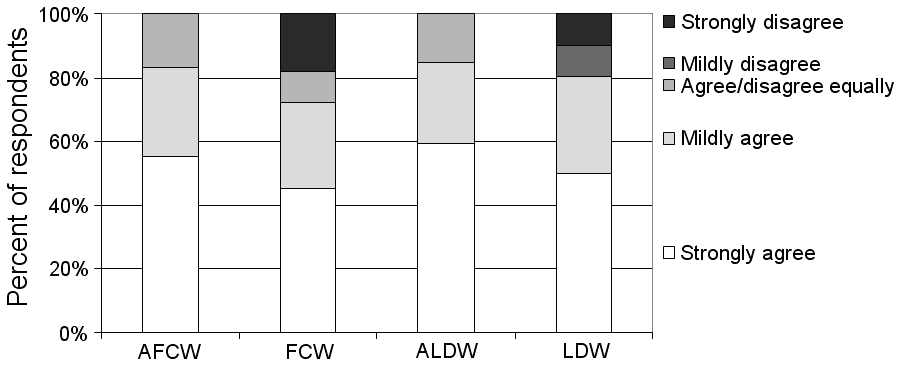 Percent of respondents
100%
80%
60%
40%
20%
0%
AFCW
FCW
ALDW
LDW
Strongly disagree
Mildly disagree
Agree/disagree equally
Mildly agree
Strongly agree